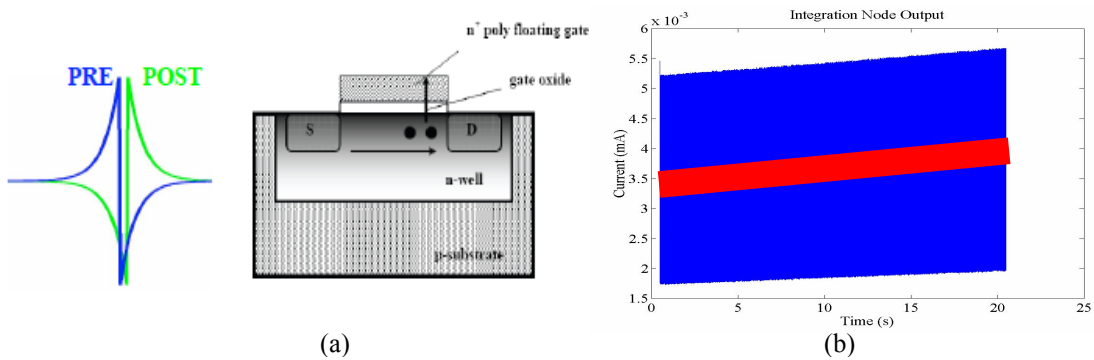 PRE POST
n+ poly floating gate
gate oxide
S
D
n-well
p-substrate
(a)
Integration Node Output
x 10-3
6
5.5
5
4.5
4
3.5
3
2.5
2
1.5
Current (mA)
0 5 10 15 20 25
Time (s)
(b)